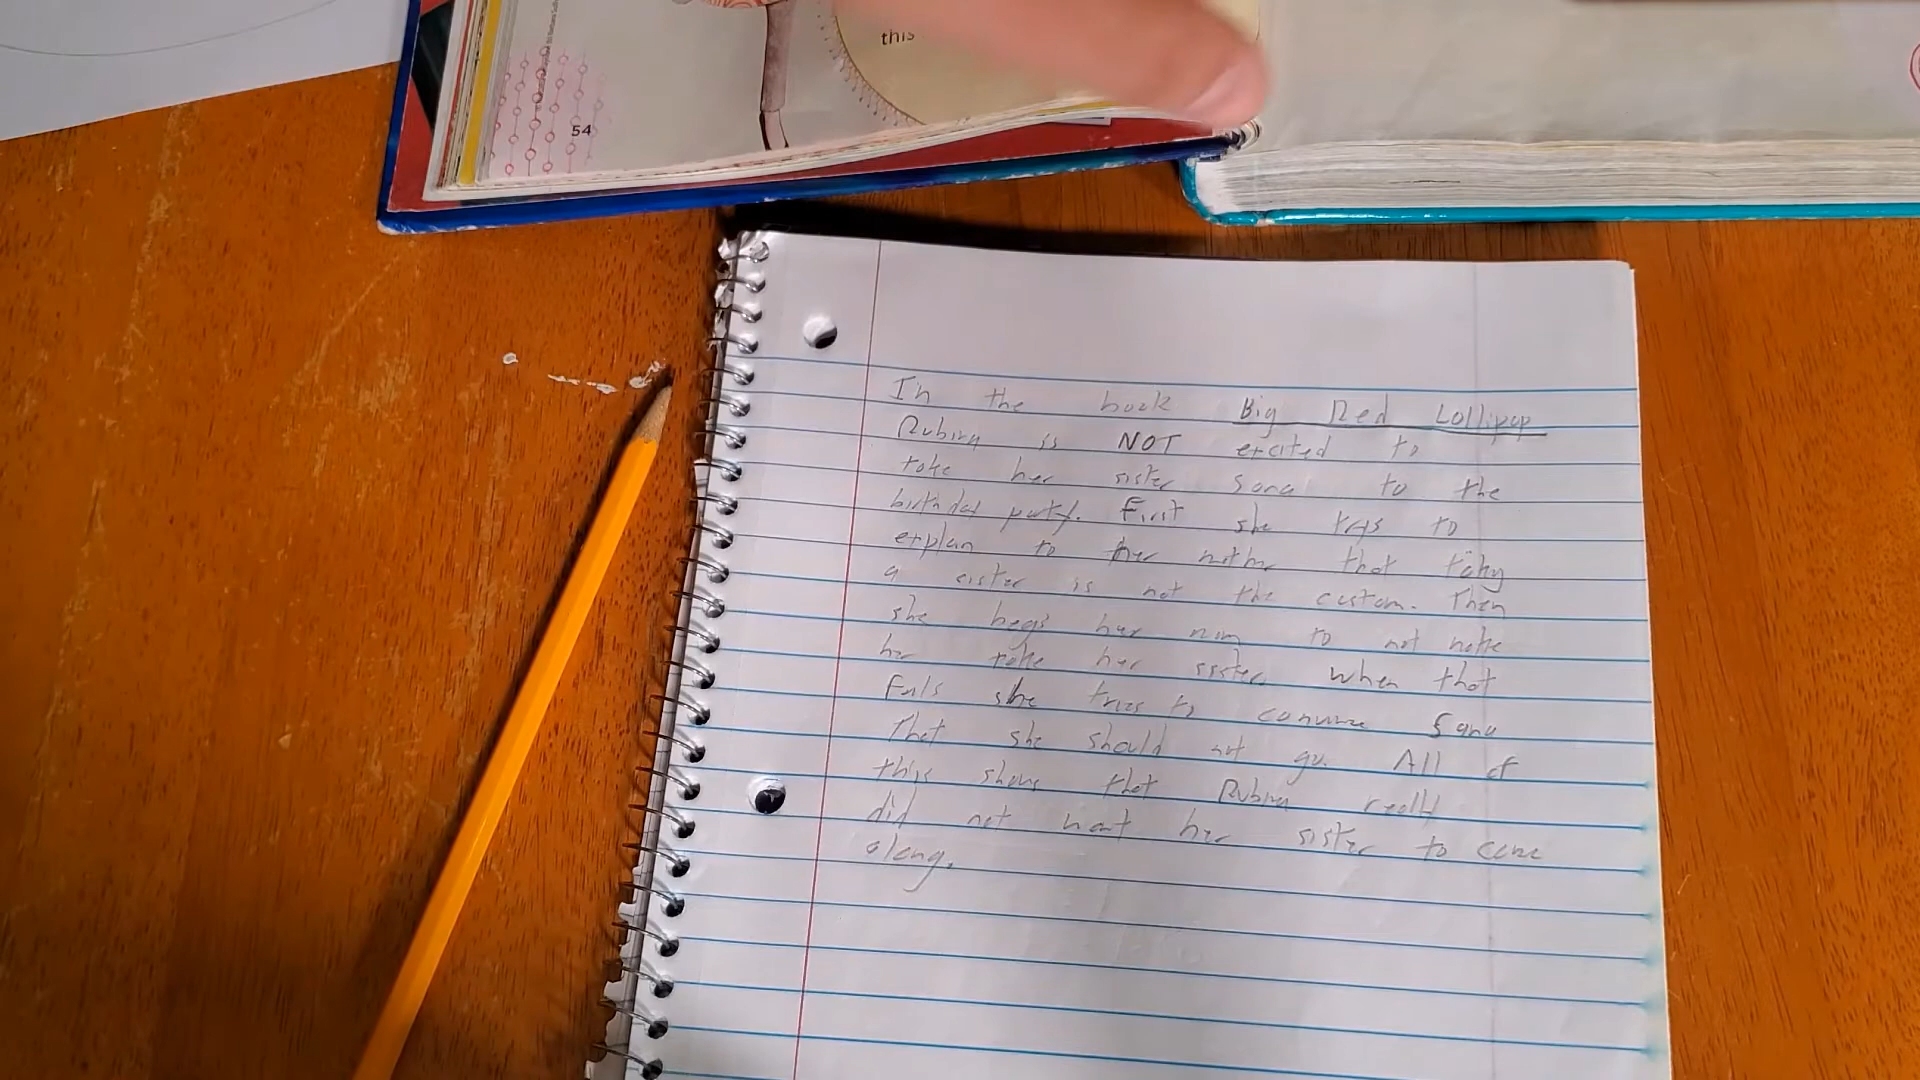 this
54
In the book Big Red Lollipop
Rubina is NOT excited to
take her sister Sana to the
birthday party. First she trys to
explan to her mother that taking
a sister is not the custom. Then
she begs her mom to not make
her take her sister. When that
Fails she tries to convince Sana
That she should not go. All of
this shows that Rubina really
did not want her sister to come
along.